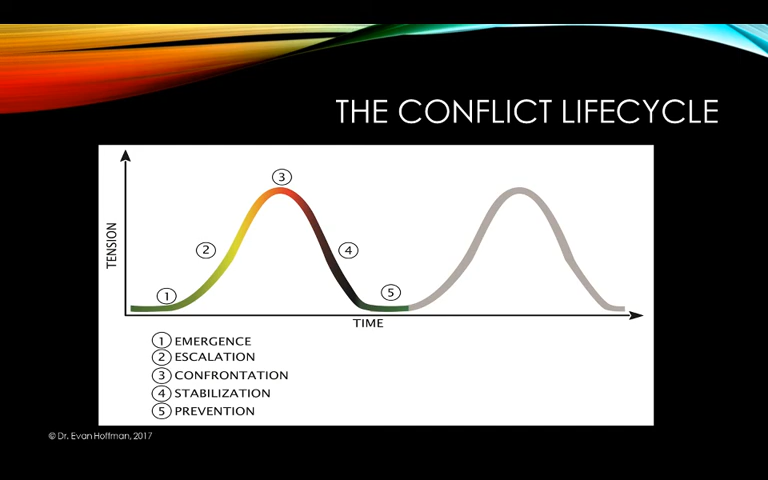 THE CONFLICT LIFECYCLE
3
2
4
1
5
TENSION
TIME
1 EMERGENCE
2 ESCALATION
3 CONFRONTATION
4 STABILIZATION
5 PREVENTION
© Dr. Evan Hoffman, 2017